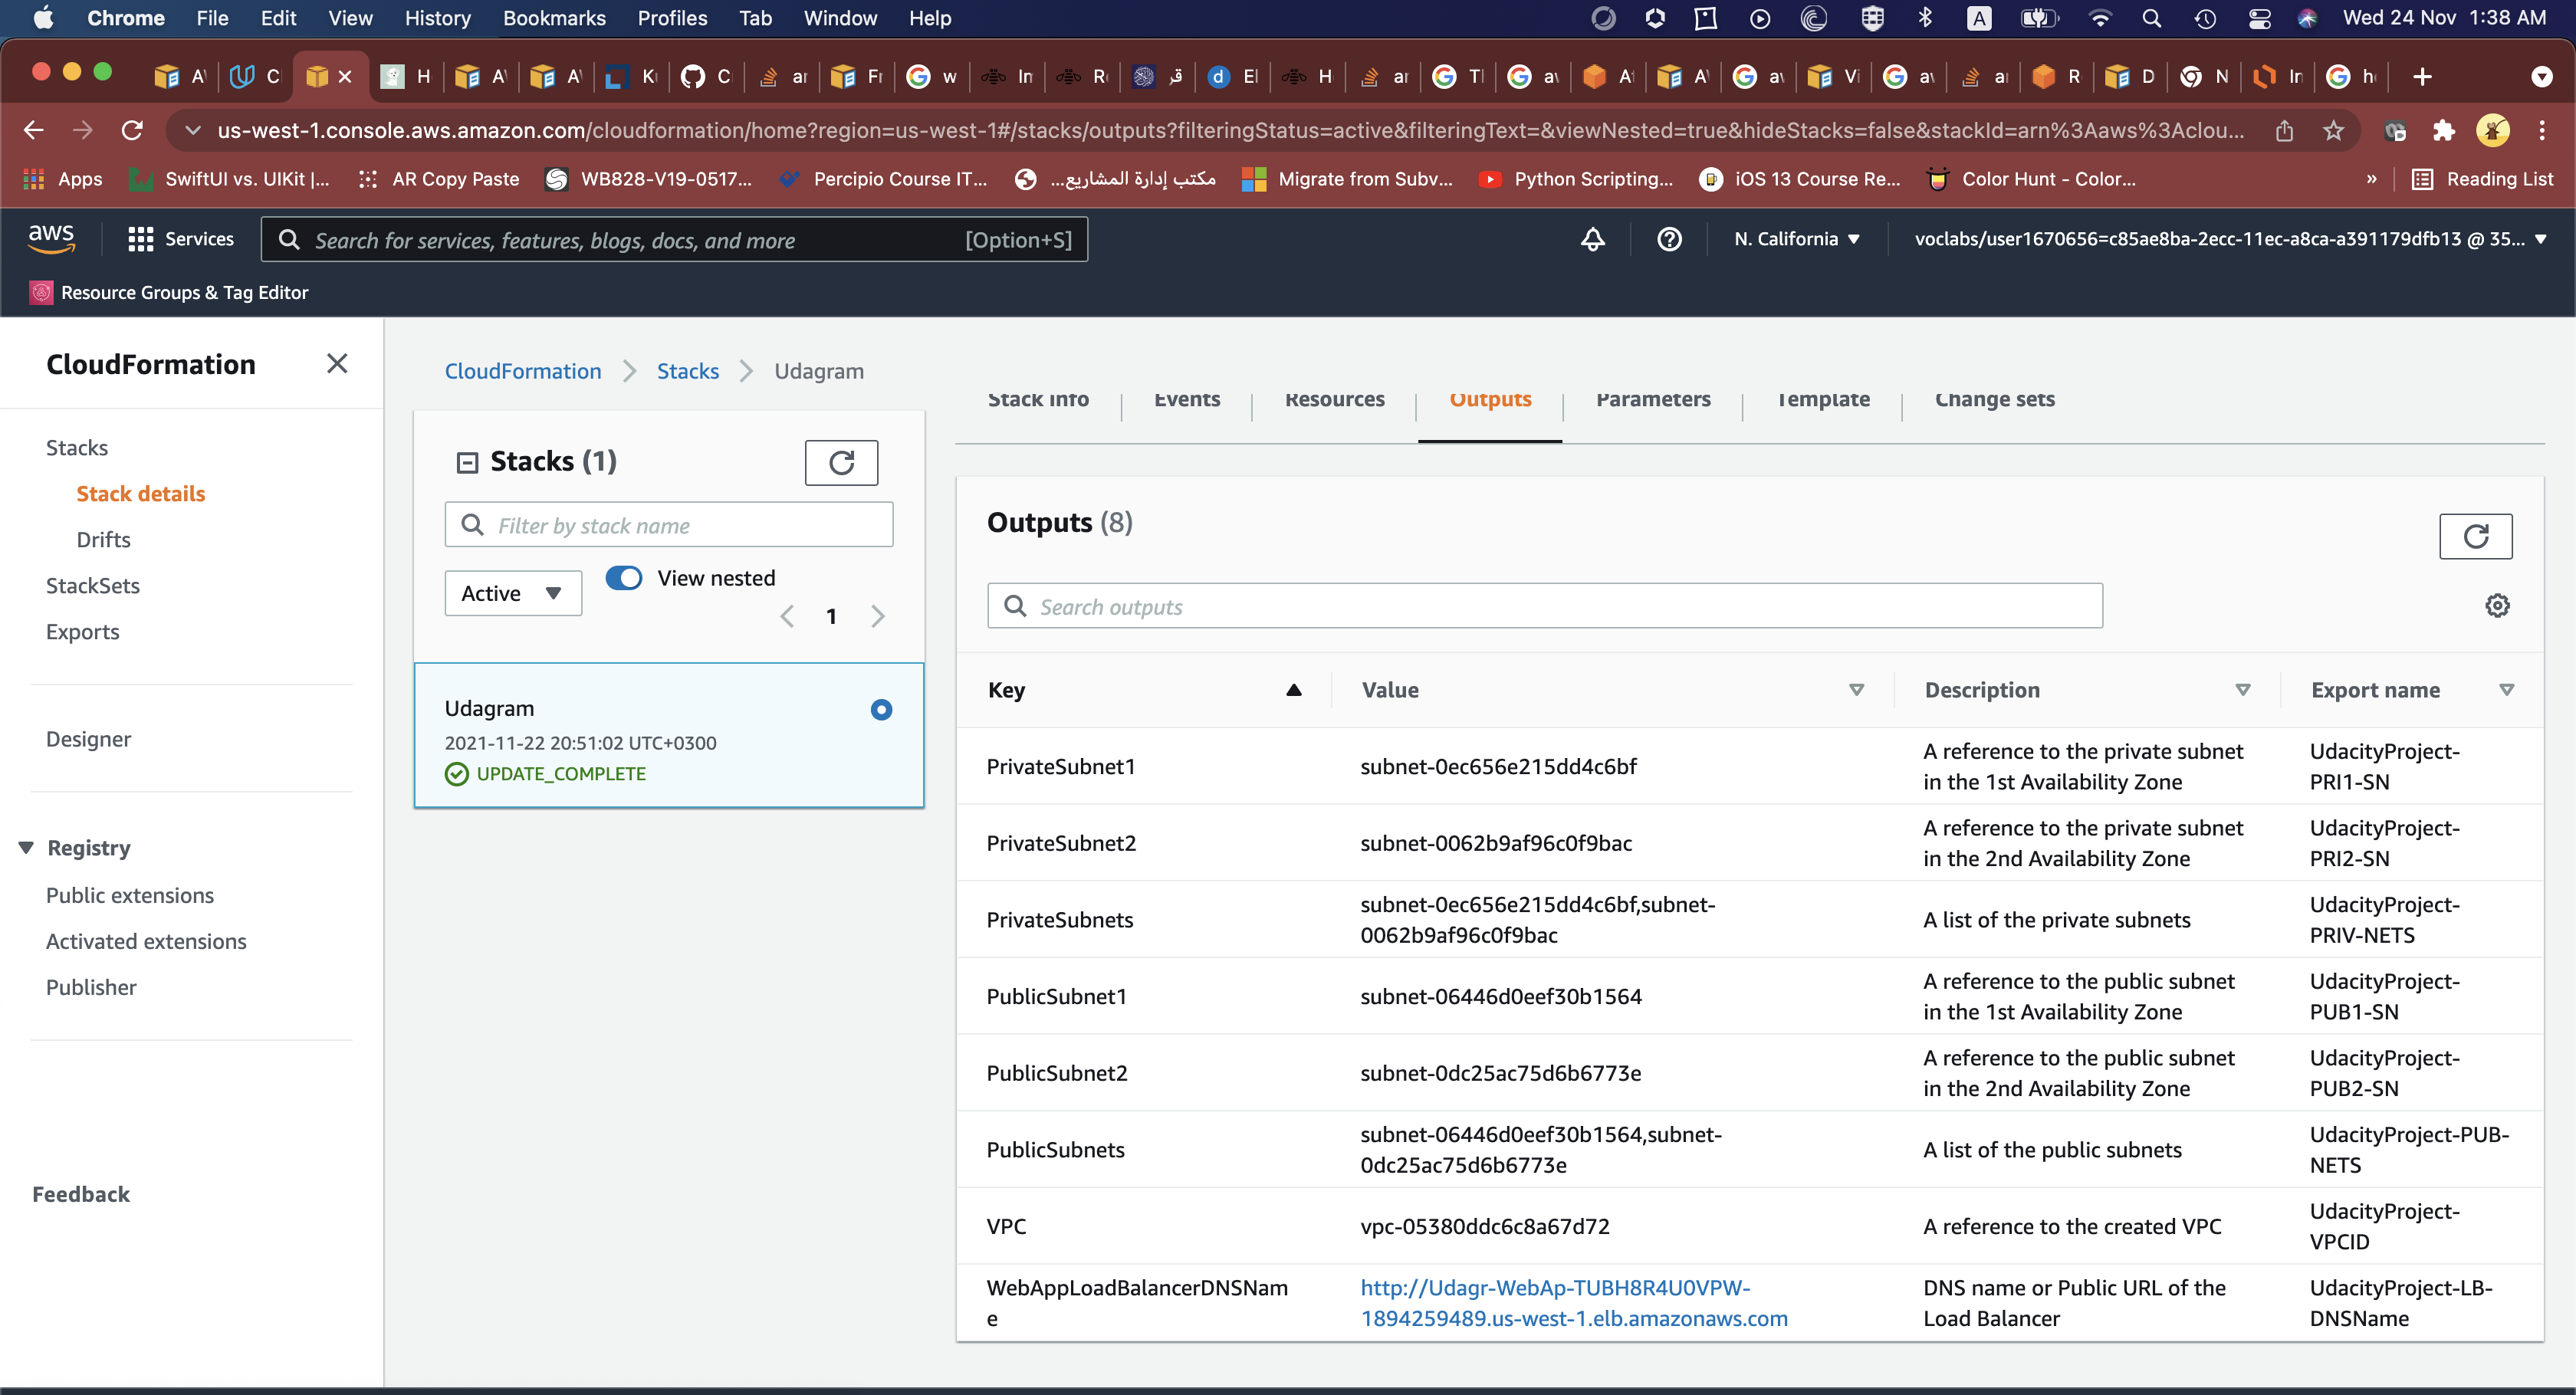 Chrome File Edit View History Bookmarks Profiles Tab Window Help
A Wed 24 Nov 1:38 AM
us-west-1.console.aws.amazon.com/cloudformation/home?region=us-west-1#/stacks/outputs?filteringStatus=active&filteringText=&viewNested=true&hideStacks=false&stackId=arn%3Aaws%3Aclou...
Apps SwiftUI vs. UIKit |... AR Copy Paste WB828-V19-0517... Percipio Course IT... مكتب إدارة المشاريع... Migrate from Subv... Python Scripting... iOS 13 Course Re... Color Hunt - Color... » Reading List
aws Services Search for services, features, blogs, docs, and more [Option+S] N. California voclabs/user1670656=c85ae8ba-2ecc-11ec-a8ca-a391179dfb13 @ 35...
Resource Groups & Tag Editor
CloudFormation
Stacks
Stack details
Drifts
StackSets
Exports
Designer
Registry
Public extensions
Activated extensions
Publisher
Feedback
CloudFormation > Stacks > Udagram
Stacks (1)
Filter by stack name
Active View nested
1
Udagram
2021-11-22 20:51:02 UTC+0300
UPDATE_COMPLETE
Stack info Events Resources Outputs Parameters Template Change sets
Outputs (8)
Search outputs
Key Value Description Export name
PrivateSubnet1 subnet-0ec656e215dd4c6bf A reference to the private subnet in the 1st Availability Zone UdacityProject-PRI1-SN
PrivateSubnet2 subnet-0062b9af96c0f9bac A reference to the private subnet in the 2nd Availability Zone UdacityProject-PRI2-SN
PrivateSubnets subnet-0ec656e215dd4c6bf,subnet-0062b9af96c0f9bac A list of the private subnets UdacityProject-PRIV-NETS
PublicSubnet1 subnet-06446d0eef30b1564 A reference to the public subnet in the 1st Availability Zone UdacityProject-PUB1-SN
PublicSubnet2 subnet-0dc25ac75d6b6773e A reference to the public subnet in the 2nd Availability Zone UdacityProject-PUB2-SN
PublicSubnets subnet-06446d0eef30b1564,subnet-0dc25ac75d6b6773e A list of the public subnets UdacityProject-PUB-NETS
VPC vpc-05380ddc6c8a67d72 A reference to the created VPC UdacityProject-VPCID
WebAppLoadBalancerDNSName http://Udagr-WebAp-TUBH8R4U0VPW-1894259489.us-west-1.elb.amazonaws.com DNS name or Public URL of the Load Balancer UdacityProject-LB-DNSName